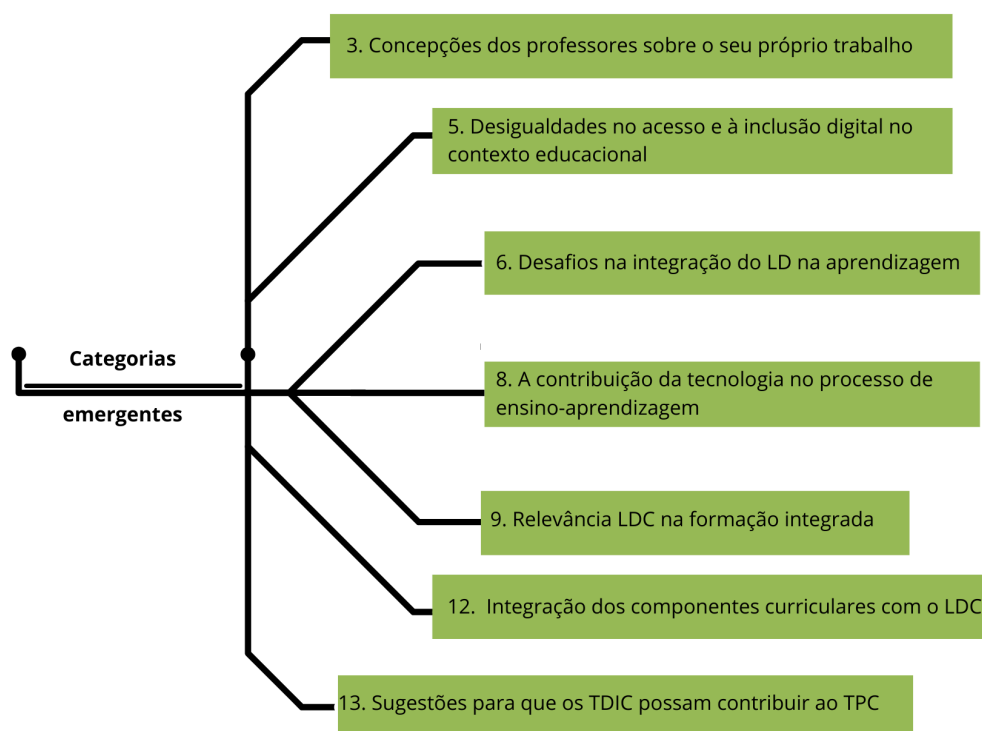 3. Concepções dos professores sobre o seu próprio trabalho
5. Desigualdades no acesso e à inclusão digital no
contexto educacional
6. Desafios na integração do LD na aprendizagem
Categorias
emergentes
8. A contribuição da tecnologia no processo de
ensino-aprendizagem
9. Relevância LDC na formação integrada
12. Integração dos componentes curriculares com o LDC
13. Sugestões para que os TDIC possam contribuir ao TPC